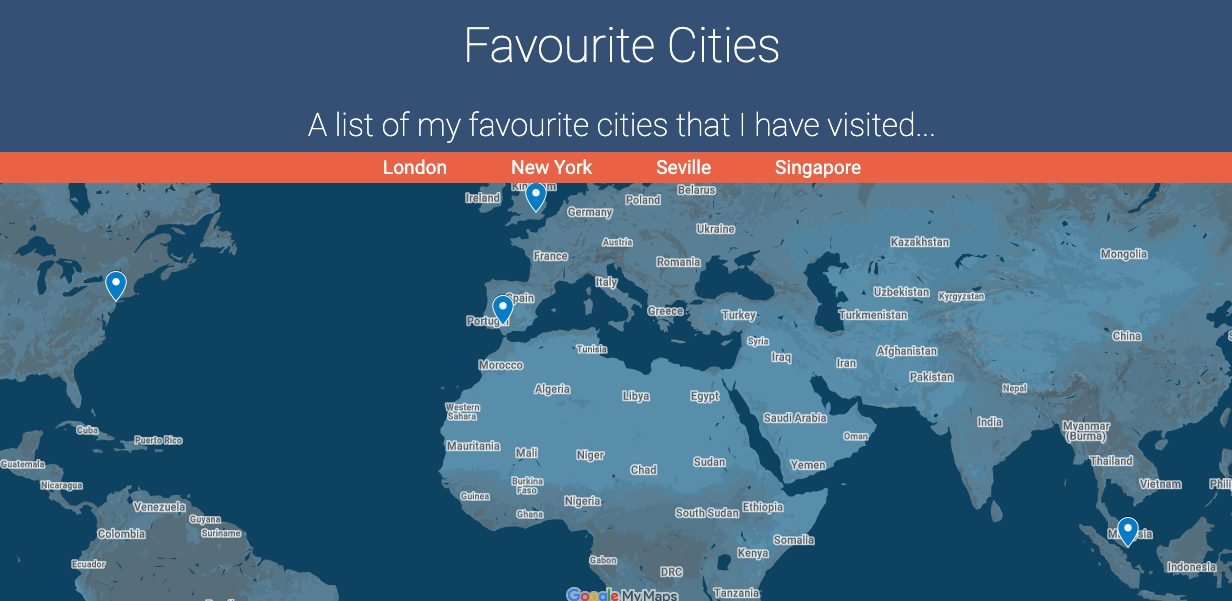 Favourite Cities
A list of my favourite cities that I have visited...
London New York Seville Singapore
Ireland
Poland
Belarus
Germany
Ukraine
Austria
Kazakhstan
France
Romania
Mongolia
Italy
Spain
Uzbekistan
Kyrgyzstan
Greece
Turkey
Turkmenistan
Syria
China
Tunisia
Iraq
Afghanistan
Morocco
Iran
Pakistan
Algeria
Libya
Egypt
Nepal
Western
Sahara
Saudi Arabia
India
Cuba
Myanmar
(Burma)
Puerto Rico
Oman
Mauritania
Mali
Niger
Chad
Sudan
Yemen
Thailand
Guatemala
Nicaragua
Burkina
Faso
Vietnam
Guinea
Nigeria
Venezuela
Ghana
South Sudan
Ethiopia
Guyana
Colombia
Suriname
Somalia
Kenya
Ecuador
Gabon
DRC
Indonesia
Tanzania
Google My Maps